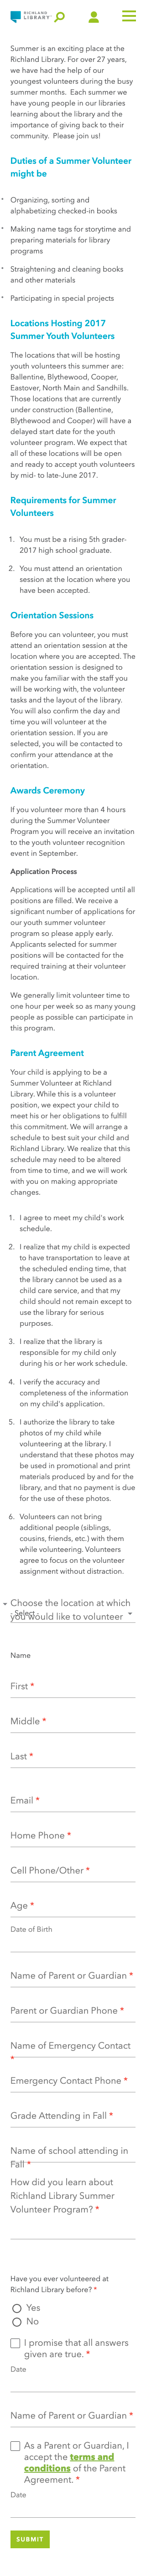 RICHLAND
LIBRARY
Summer is an exciting place at the
Richland Library. For over 27 years,
we have had the help of our
youngest volunteers during the busy
summer months.  Each summer we
have young people in our libraries
learning about the library and the
importance of giving back to their
community.  Please join us!
Duties of a Summer Volunteer
might be
• Organizing, sorting and
alphabetizing checked-in books
• Making name tags for storytime and
preparing materials for library
programs
• Straightening and cleaning books
and other materials
• Participating in special projects
Locations Hosting 2017
Summer Youth Volunteers
The locations that will be hosting
youth volunteers this summer are:
Ballentine, Blythewood, Cooper,
Eastover, North Main and Sandhills.
Those locations that are currently
under construction (Ballentine,
Blythewood and Cooper) will have a
delayed start date for the youth
volunteer program. We expect that
all of these locations will be open
and ready to accept youth volunteers
by mid- to late-June 2017.
Requirements for Summer
Volunteers
1. You must be a rising 5th grader-
2017 high school graduate.
2. You must attend an orientation
session at the location where you
have been accepted.
Orientation Sessions
Before you can volunteer, you must
attend an orientation session at the
location where you are accepted. The
orientation session is designed to
make you familiar with the staff you
will be working with, the volunteer
tasks and the layout of the library.
You will also confirm the day and
time you will volunteer at the
orientation session. If you are
selected, you will be contacted to
confirm your attendance at the
orientation.
Awards Ceremony
If you volunteer more than 4 hours
during the Summer Volunteer
Program you will receive an invitation
to the youth volunteer recognition
event in September.
Application Process
Applications will be accepted until all
positions are filled. We receive a
significant number of applications for
our youth summer volunteer
program so please apply early.
Applicants selected for summer
positions will be contacted for the
required training at their volunteer
location.
We generally limit volunteer time to
one hour per week so as many young
people as possible can participate in
this program.
Parent Agreement
Your child is applying to be a
Summer Volunteer at Richland
Library. While this is a volunteer
position, we expect your child to
meet his or her obligations to fulfill
this commitment. We will arrange a
schedule to best suit your child and
Richland Library. We realize that this
schedule may need to be altered
from time to time, and we will work
with you on making appropriate
changes.
1. I agree to meet my child's work
schedule.
2. I realize that my child is expected
to have transportation to leave at
the scheduled ending time, that
the library cannot be used as a
child care service, and that my
child should not remain except to
use the library for serious
purposes.
3. I realize that the library is
responsible for my child only
during his or her work schedule.
4. I verify the accuracy and
completeness of the information
on my child's application.
5. I authorize the library to take
photos of my child while
volunteering at the library. I
understand that these photos may
be used in promotional and print
materials produced by and for the
library, and that no payment is due
for the use of these photos.
6. Volunteers can not bring
additional people (siblings,
cousins, friends, etc.) with them
while volunteering. Volunteers
agree to focus on the volunteer
assignment without distraction.
Choose the location at which
- Select -
you would like to volunteer
Name
First *
Middle *
Last *
Email *
Home Phone *
Cell Phone/Other *
Age *
Date of Birth
Name of Parent or Guardian *
Parent or Guardian Phone *
Name of Emergency Contact
*
Emergency Contact Phone *
Grade Attending in Fall *
Name of school attending in
Fall *
How did you learn about
Richland Library Summer
Volunteer Program? *
Have you ever volunteered at
Richland Library before? *
Yes
No
I promise that all answers
given are true. *
Date
Name of Parent or Guardian *
As a Parent or Guardian, I
accept the terms and
conditions of the Parent
Agreement. *
Date
SUBMIT